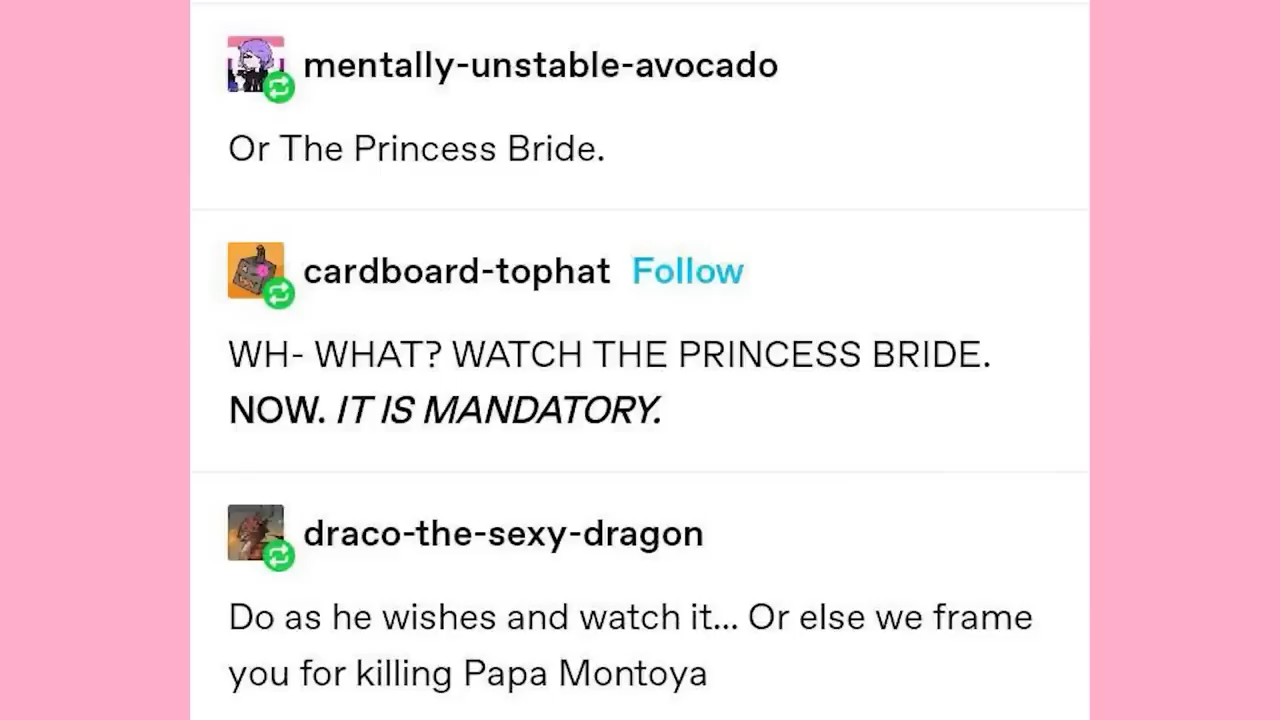 mentally-unstable-avocado
Or The Princess Bride.
cardboard-tophat Follow
WH- WHAT? WATCH THE PRINCESS BRIDE.
NOW. IT IS MANDATORY.
draco-the-sexy-dragon
Do as he wishes and watch it... Or else we frame
you for killing Papa Montoya